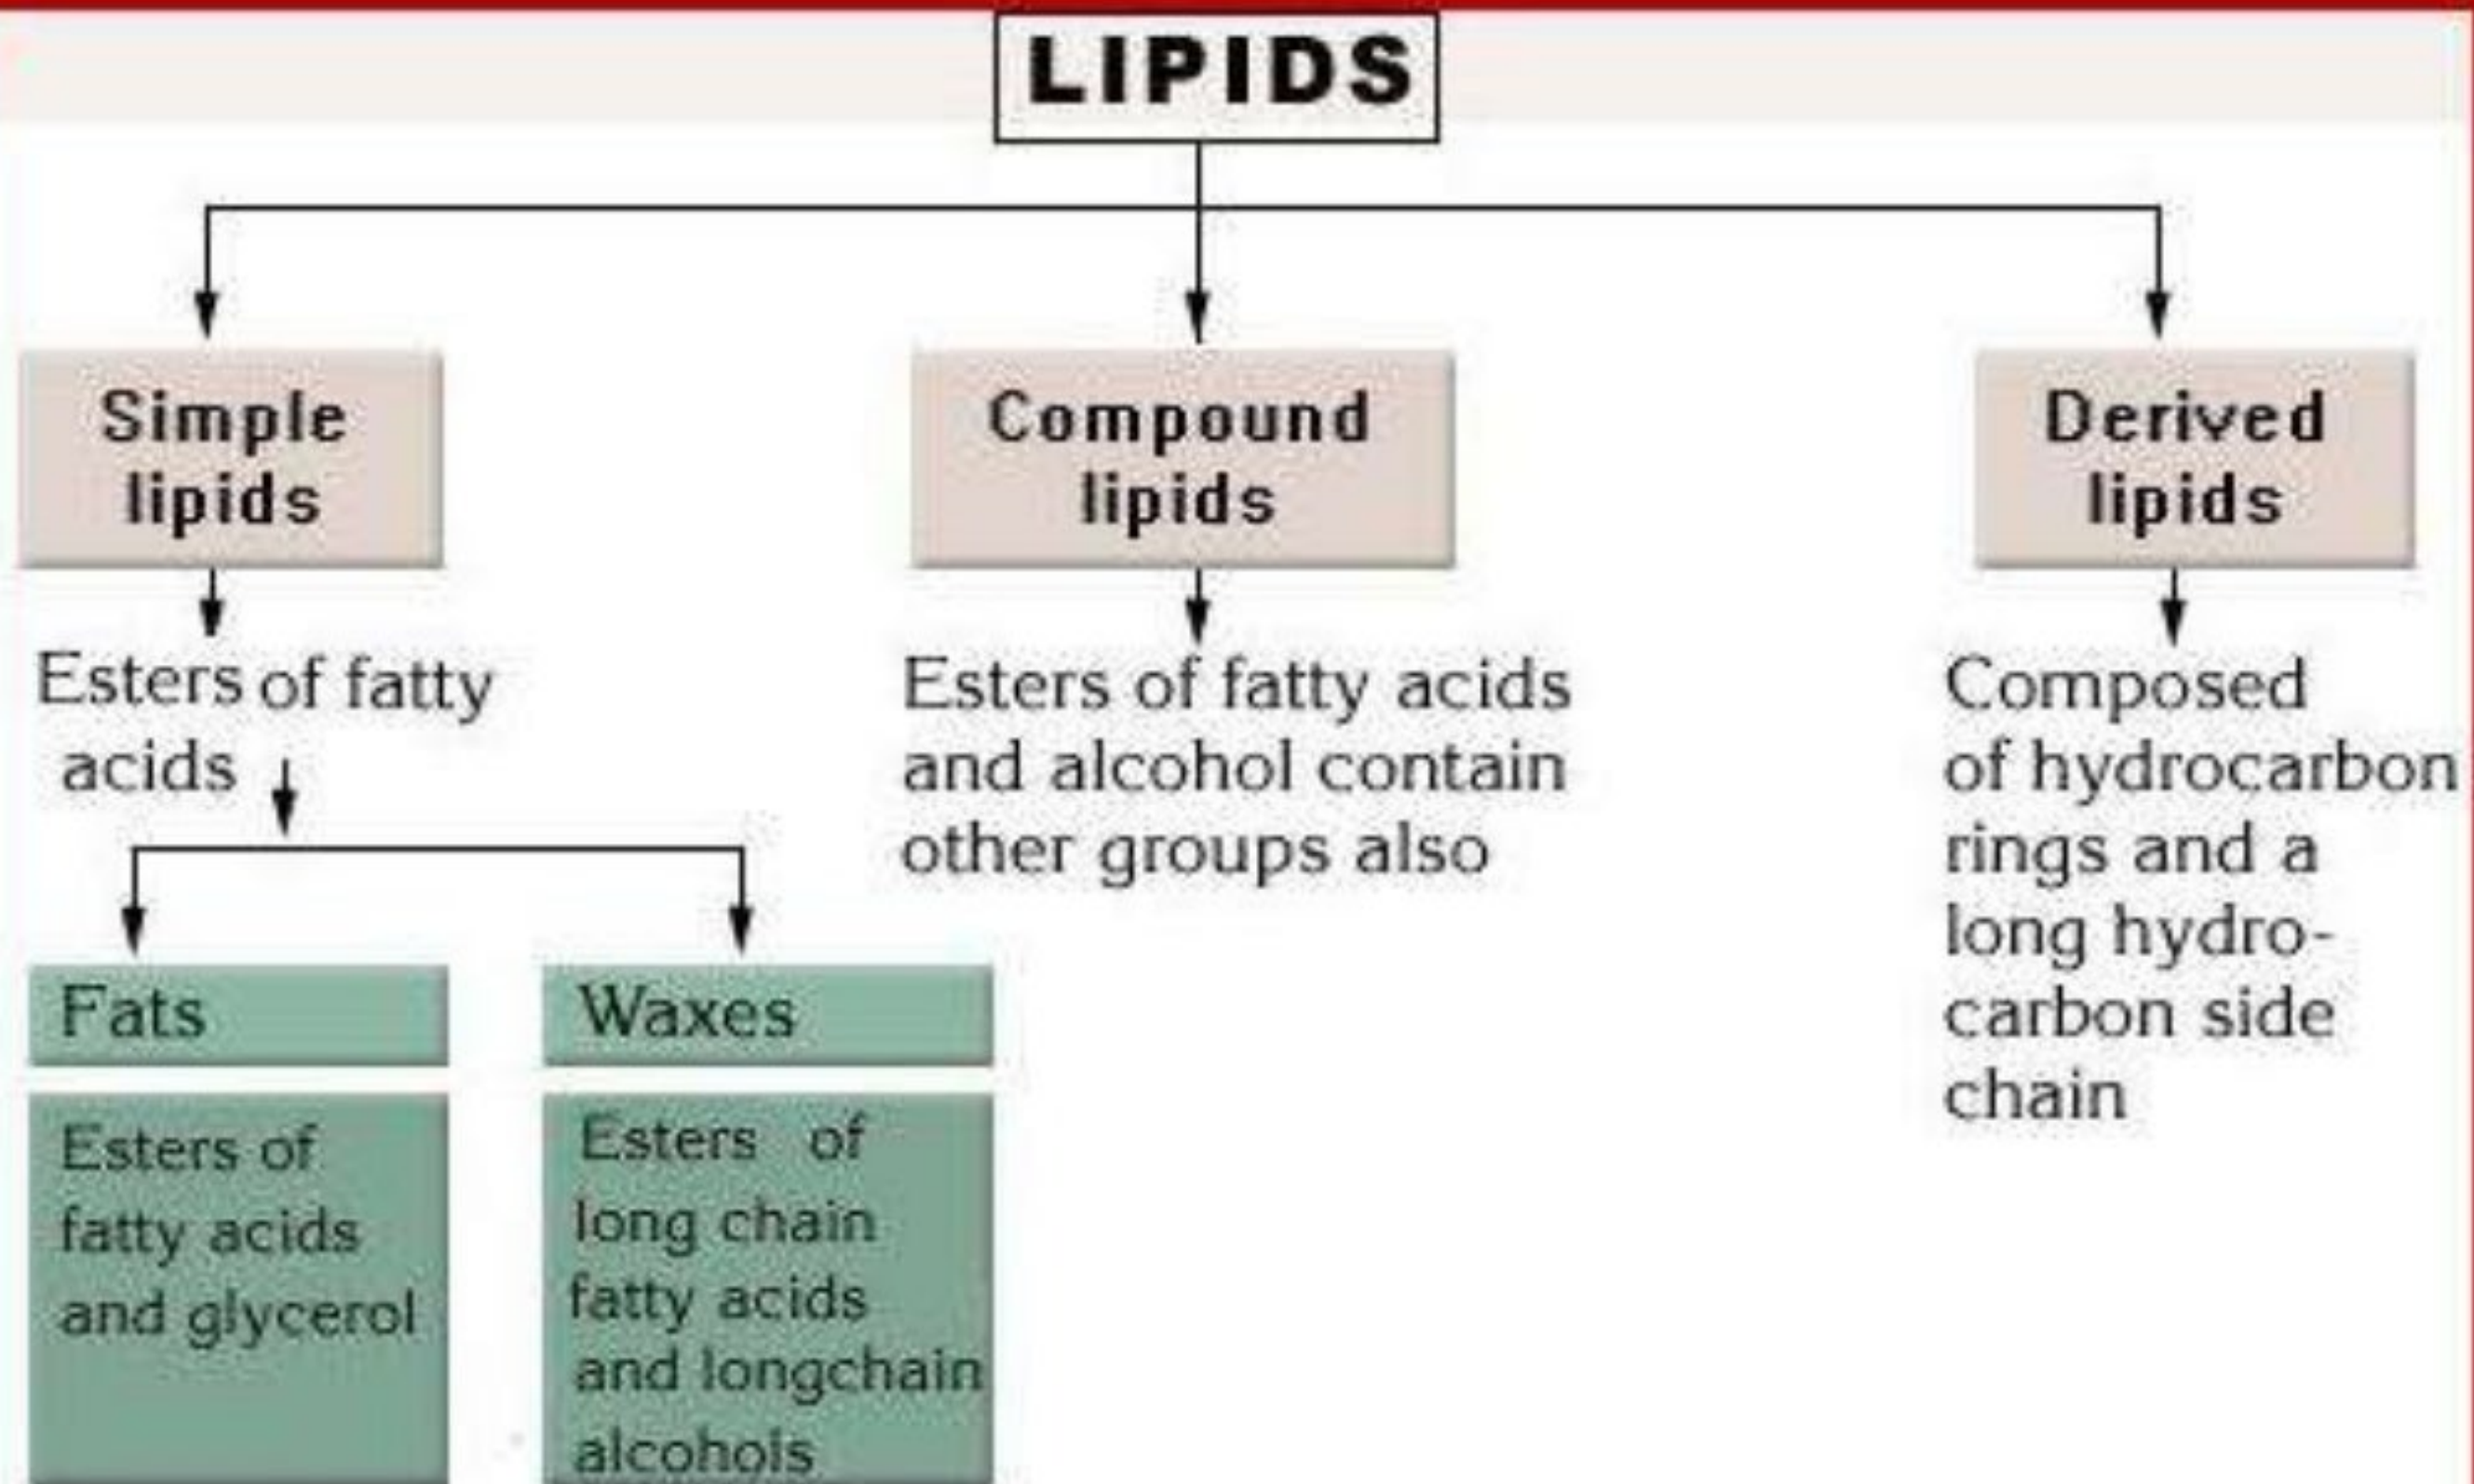 LIPIDS
Simple
lipids
Esters of fatty
acids
Fats
Esters of
fatty acids
and glycerol
Waxes
Esters of
long chain
fatty acids
and longchain
alcohols
Compound
lipids
Esters of fatty acids
and alcohol contain
other groups also
Derived
lipids
Composed
of hydrocarbon
rings and a
long hydro-
carbon side
chain